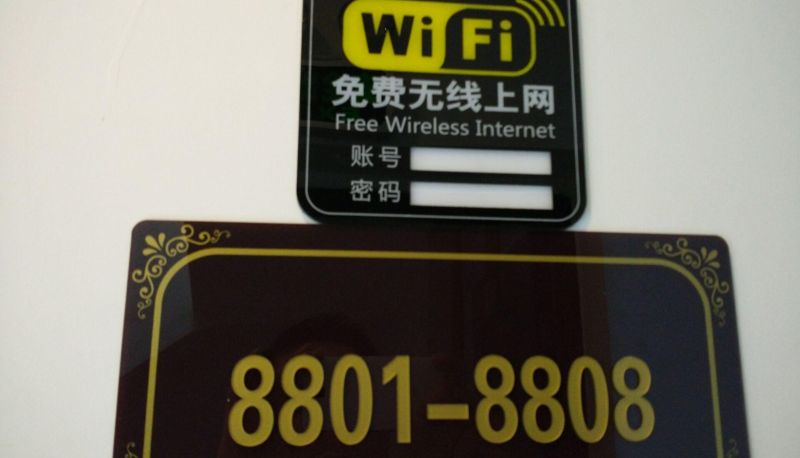 WiFi
免费无线上网
Free Wireless Internet
账号
密码
8801-8808